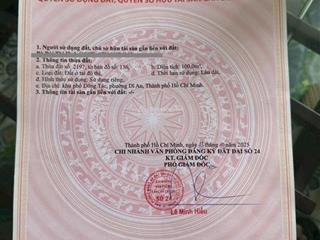 QUYỀN SỬ DỤNG ĐẤT, QUYỀN SỞ HỮU TÀI SẢN
1. Người sử dụng đất, chủ sở hữu tài sản gắn liền với đất:
2. Thông tin thửa đất:
a. Thửa đất số: 2197, tờ bản đồ số: 136, b. Diện tích: 100,0m².
c. Loại đất: Đất ở tại đô thị, d. Thời hạn sử dụng: Lâu dài,
đ. Hình thức sử dụng: Sử dụng riêng,
e. Địa chỉ: khu phố Đông Tác, phường Dĩ An, Thành phố Hồ Chí Minh.
3. Thông tin tài sản gắn liền với đất: -/-
Thành phố Hồ Chí Minh, ngày tháng năm 2025
CHI NHÁNH VĂN PHÒNG ĐĂNG KÝ ĐẤT ĐAI SỐ 24
KT. GIÁM ĐỐC
PHÓ GIÁM ĐỐC
SỐ 24
Lê Minh Hiếu